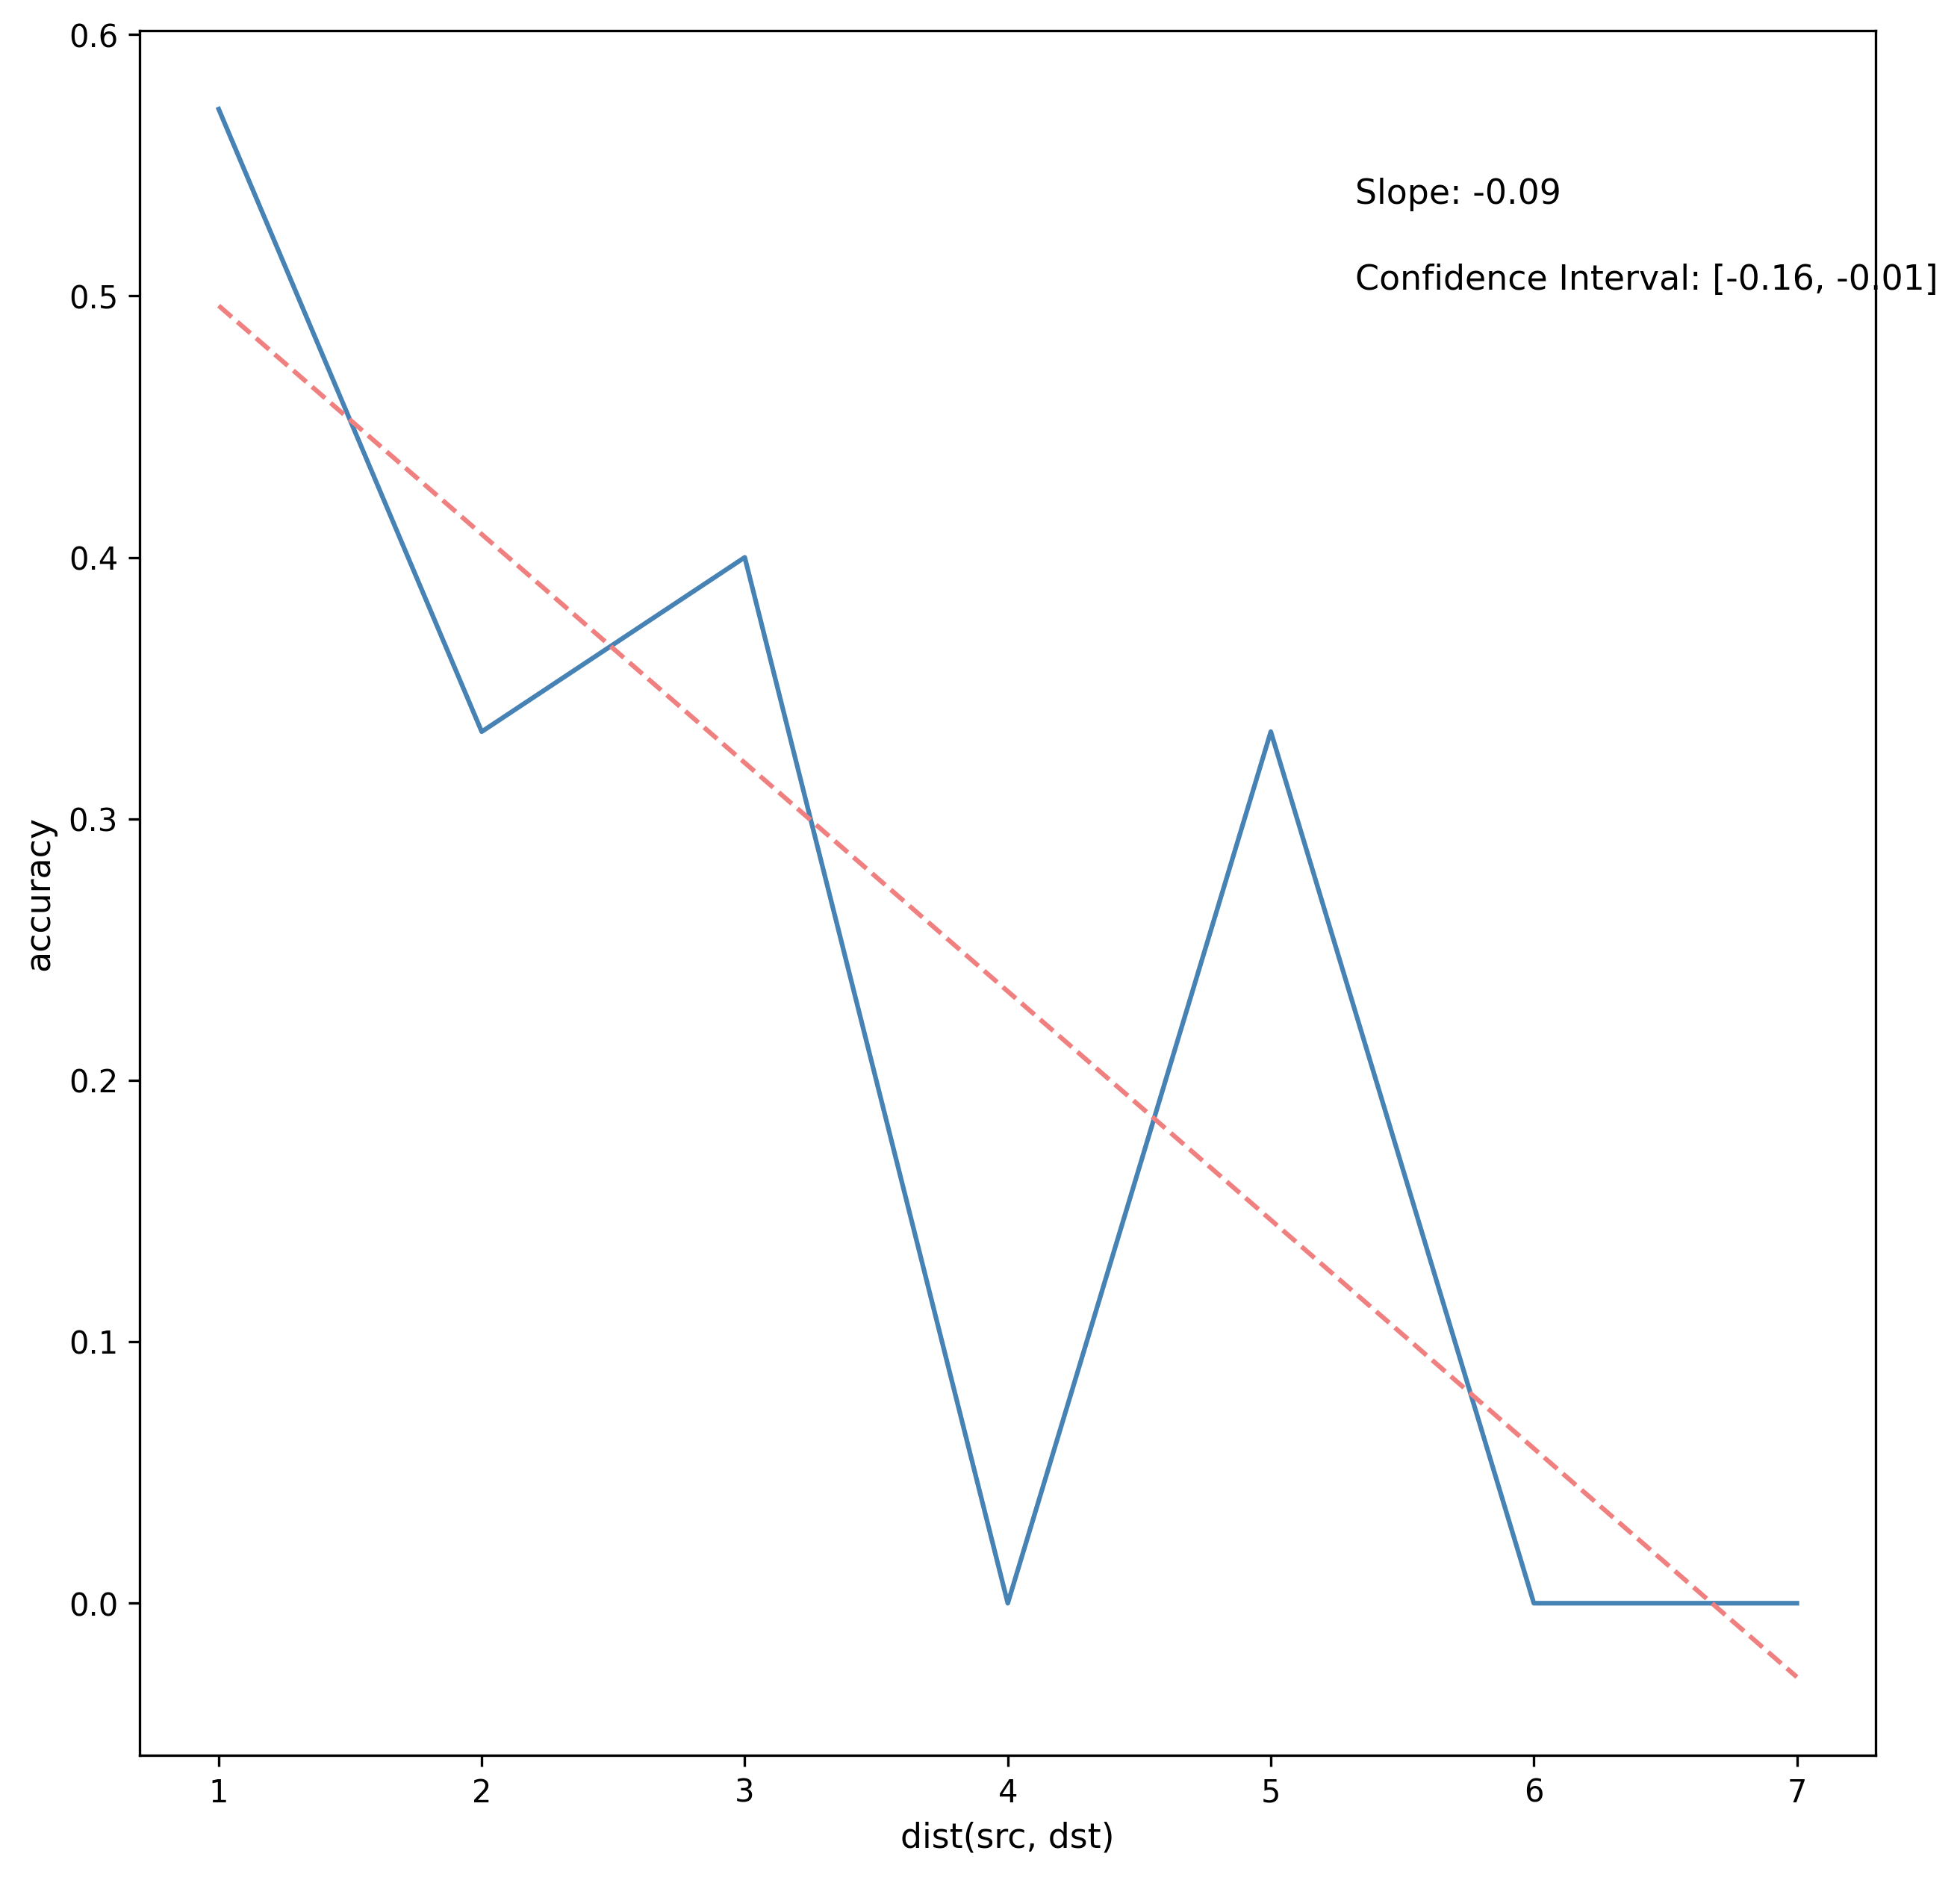 0.6
Slope: -0.09
0.5
Confidence Interval: [-0.16, -0.01]
0.4
0.3
accuracy
0.2
0.1
0.0
1 2 3 4 5 6 7
dist(src, dst)